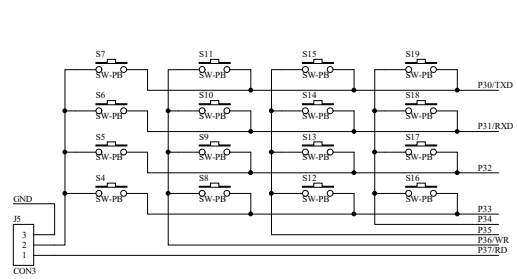 S7 S11 S15 S19
SW-PB SW-PB SW-PB SW-PB
P30/TXD
S6 S10 S14 S18
SW-PB SW-PB SW-PB SW-PB
P31/RXD
S5 S9 S13 S17
SW-PB SW-PB SW-PB SW-PB
P32
S4 S8 S12 S16
SW-PB SW-PB SW-PB SW-PB
GND
P33
P34
J5
P35
3
P36/WR
2
P37/RD
1
CON3